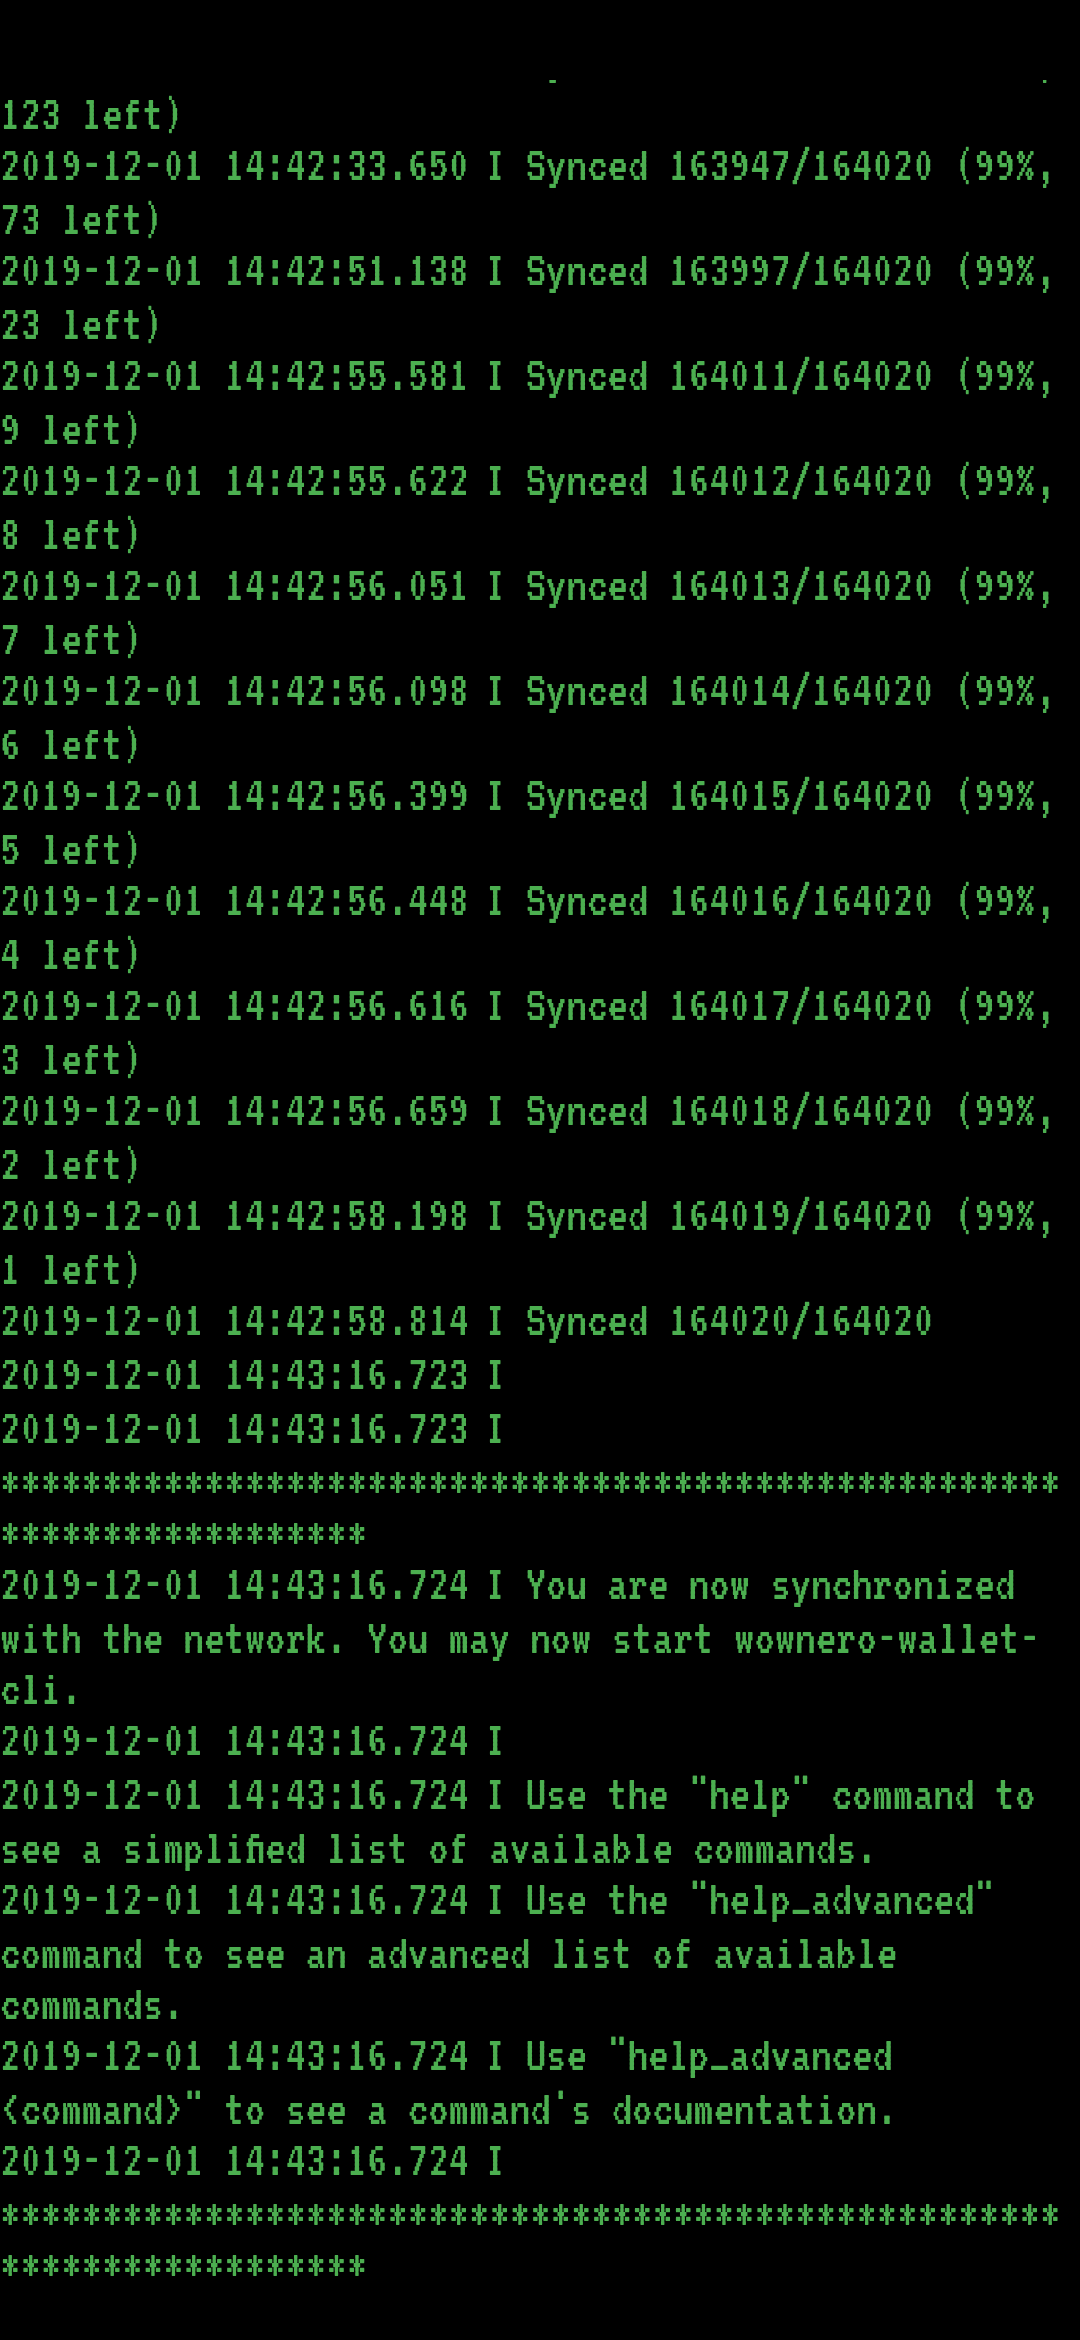 123 left)
2019-12-01 14:42:33.650 I Synced 163947/164020 (99%,
73 left)
2019-12-01 14:42:51.138 I Synced 163997/164020 (99%,
23 left)
2019-12-01 14:42:55.581 I Synced 164011/164020 (99%,
9 left)
2019-12-01 14:42:55.622 I Synced 164012/164020 (99%,
8 left)
2019-12-01 14:42:56.051 I Synced 164013/164020 (99%,
7 left)
2019-12-01 14:42:56.098 I Synced 164014/164020 (99%,
6 left)
2019-12-01 14:42:56.399 I Synced 164015/164020 (99%,
5 left)
2019-12-01 14:42:56.448 I Synced 164016/164020 (99%,
4 left)
2019-12-01 14:42:56.616 I Synced 164017/164020 (99%,
3 left)
2019-12-01 14:42:56.659 I Synced 164018/164020 (99%,
2 left)
2019-12-01 14:42:58.198 I Synced 164019/164020 (99%,
1 left)
2019-12-01 14:42:58.814 I Synced 164020/164020
2019-12-01 14:43:16.723 I
2019-12-01 14:43:16.723 I
****************************************************
******************
2019-12-01 14:43:16.724 I You are now synchronized
with the network. You may now start wownero-wallet-
cli.
2019-12-01 14:43:16.724 I
2019-12-01 14:43:16.724 I Use the "help" command to
see a simplified list of available commands.
2019-12-01 14:43:16.724 I Use the "help_advanced"
command to see an advanced list of available
commands.
2019-12-01 14:43:16.724 I Use "help_advanced
<command>" to see a command's documentation.
2019-12-01 14:43:16.724 I
****************************************************
******************